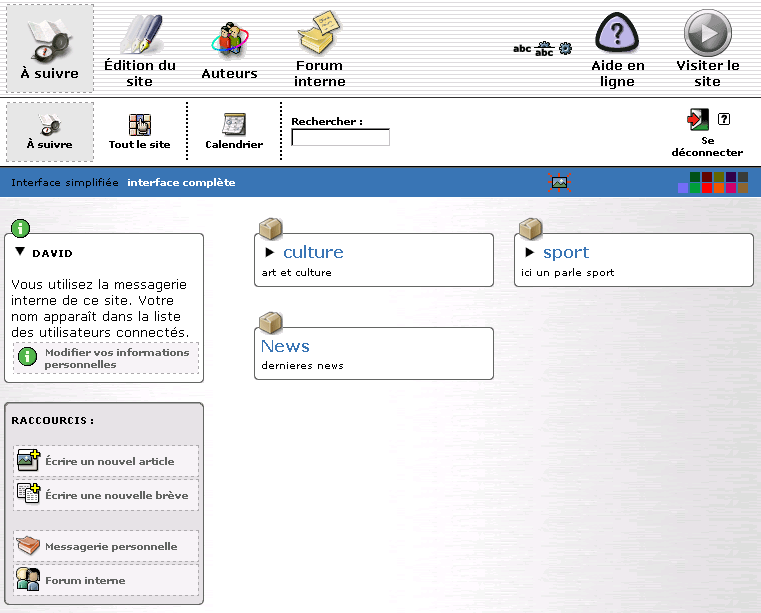 À suivre
Édition du
site
Auteurs
Forum
interne
abc
abc
?
Aide en
ligne
Visiter le
site
À suivre
Tout le site
Calendrier
Rechercher :
?
Se
déconnecter
Interface simplifiée interface complète
i
DAVID
Vous utilisez la messagerie
interne de ce site. Votre
nom apparaît dans la liste
des utilisateurs connectés.
i
Modifier vos informations
personnelles
culture
art et culture
sport
ici un parle sport
News
dernieres news
RACCOURCIS :
Écrire un nouvel article
Écrire une nouvelle brève
Messagerie personnelle
Forum interne